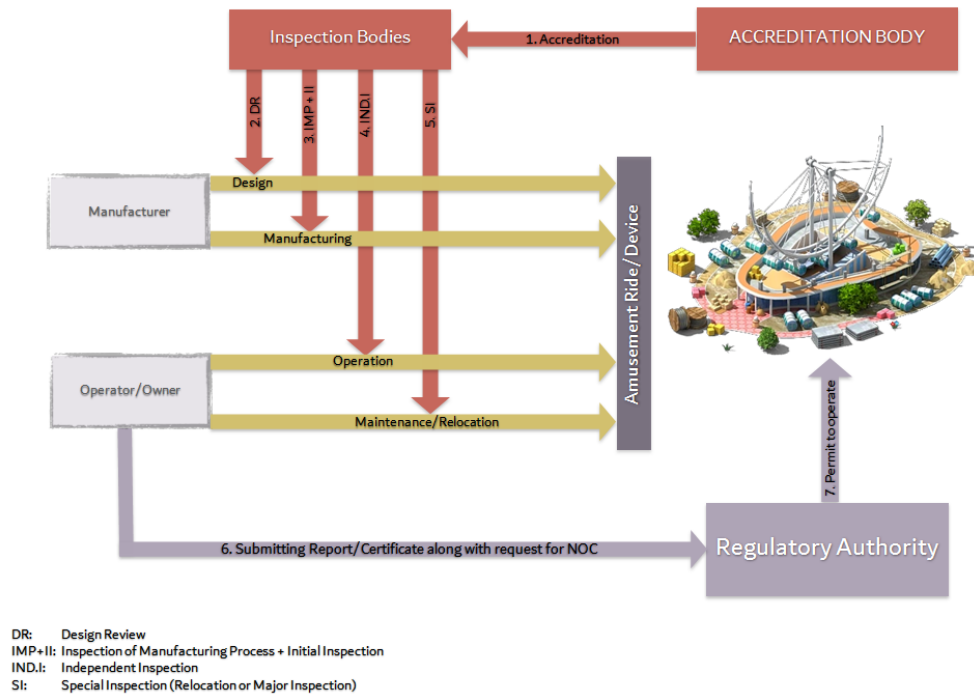 Inspection Bodies
1. Accreditation
ACCREDITATION BODY
2. DR
3. IMP + II
4. IND.I
5. SI
Manufacturer
Design
Manufacturing
Operator/Owner
Operation
Maintenance/Relocation
Amusement Ride/ Device
7. Permit to operate
6. Submitting Report/Certificate along with request for NOC
Regulatory Authority
DR: Design Review
IMP+II: Inspection of Manufacturing Process + Initial Inspection
IND.I: Independent Inspection
SI: Special Inspection (Relocation or Major Inspection)